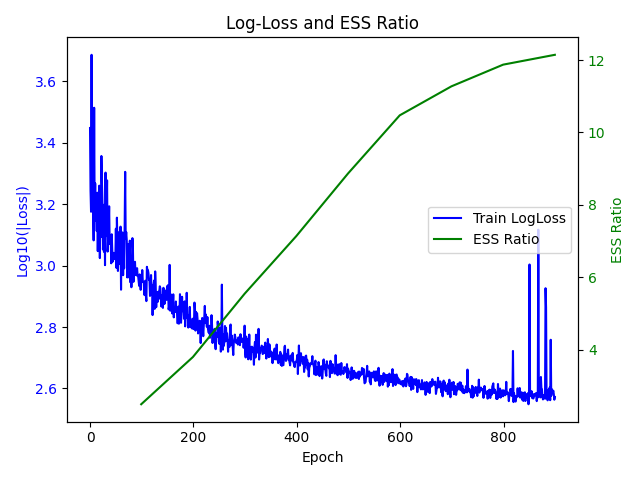 Log-Loss and ESS Ratio
3.6
3.4
3.2
3.0
2.8
2.6
Log10(|Loss|)
12
10
8
6
4
ESS Ratio
Train LogLoss
ESS Ratio
0 200 400 600 800
Epoch